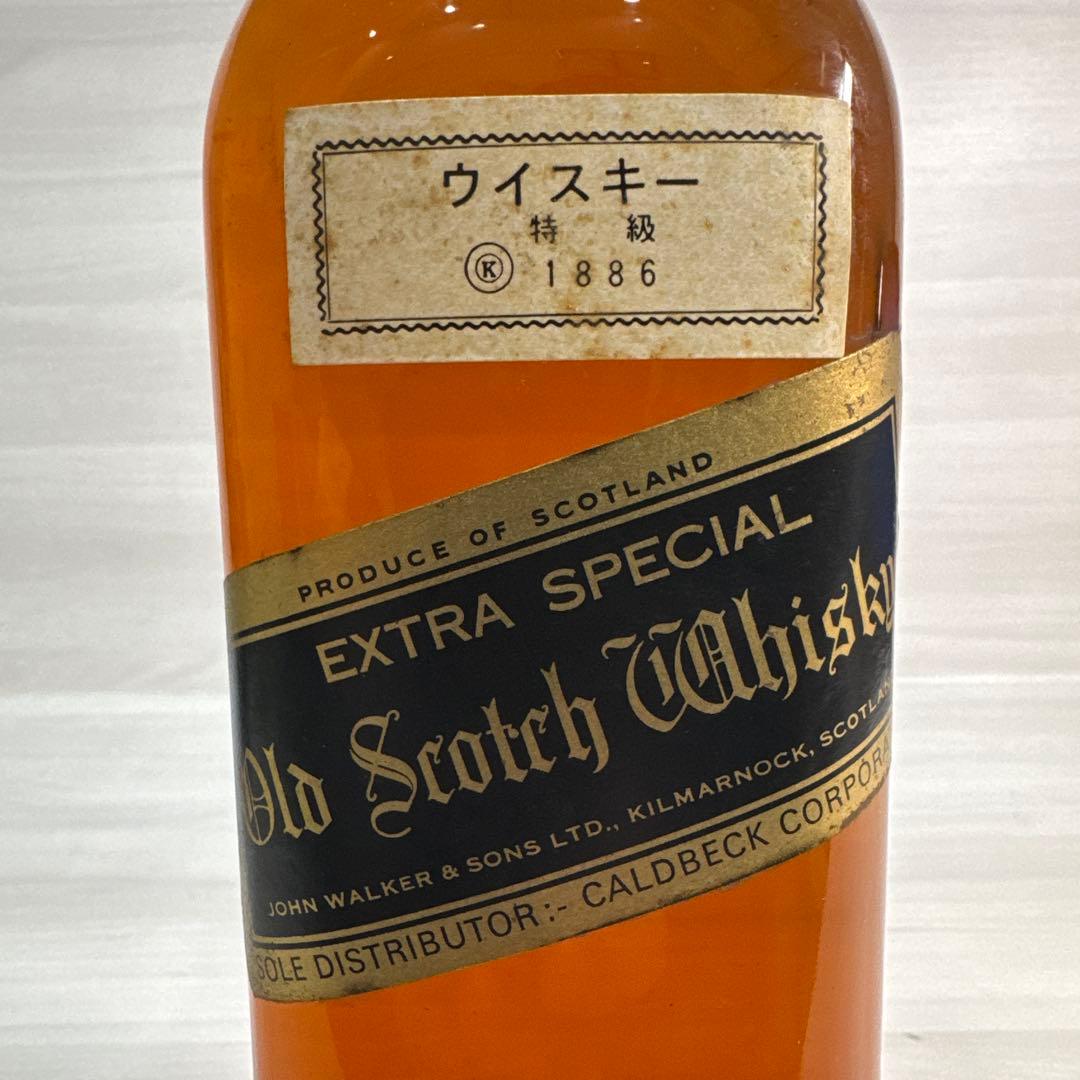 ウイスキー
特 級
Ⓚ 1886
PRODUCE OF SCOTLAND
EXTRA SPECIAL
Old Scotch Whisky
JOHN WALKER & SONS LTD., KILMARNOCK, SCOTLAN
SOLE DISTRIBUTOR:- CALDBECK CORPORA